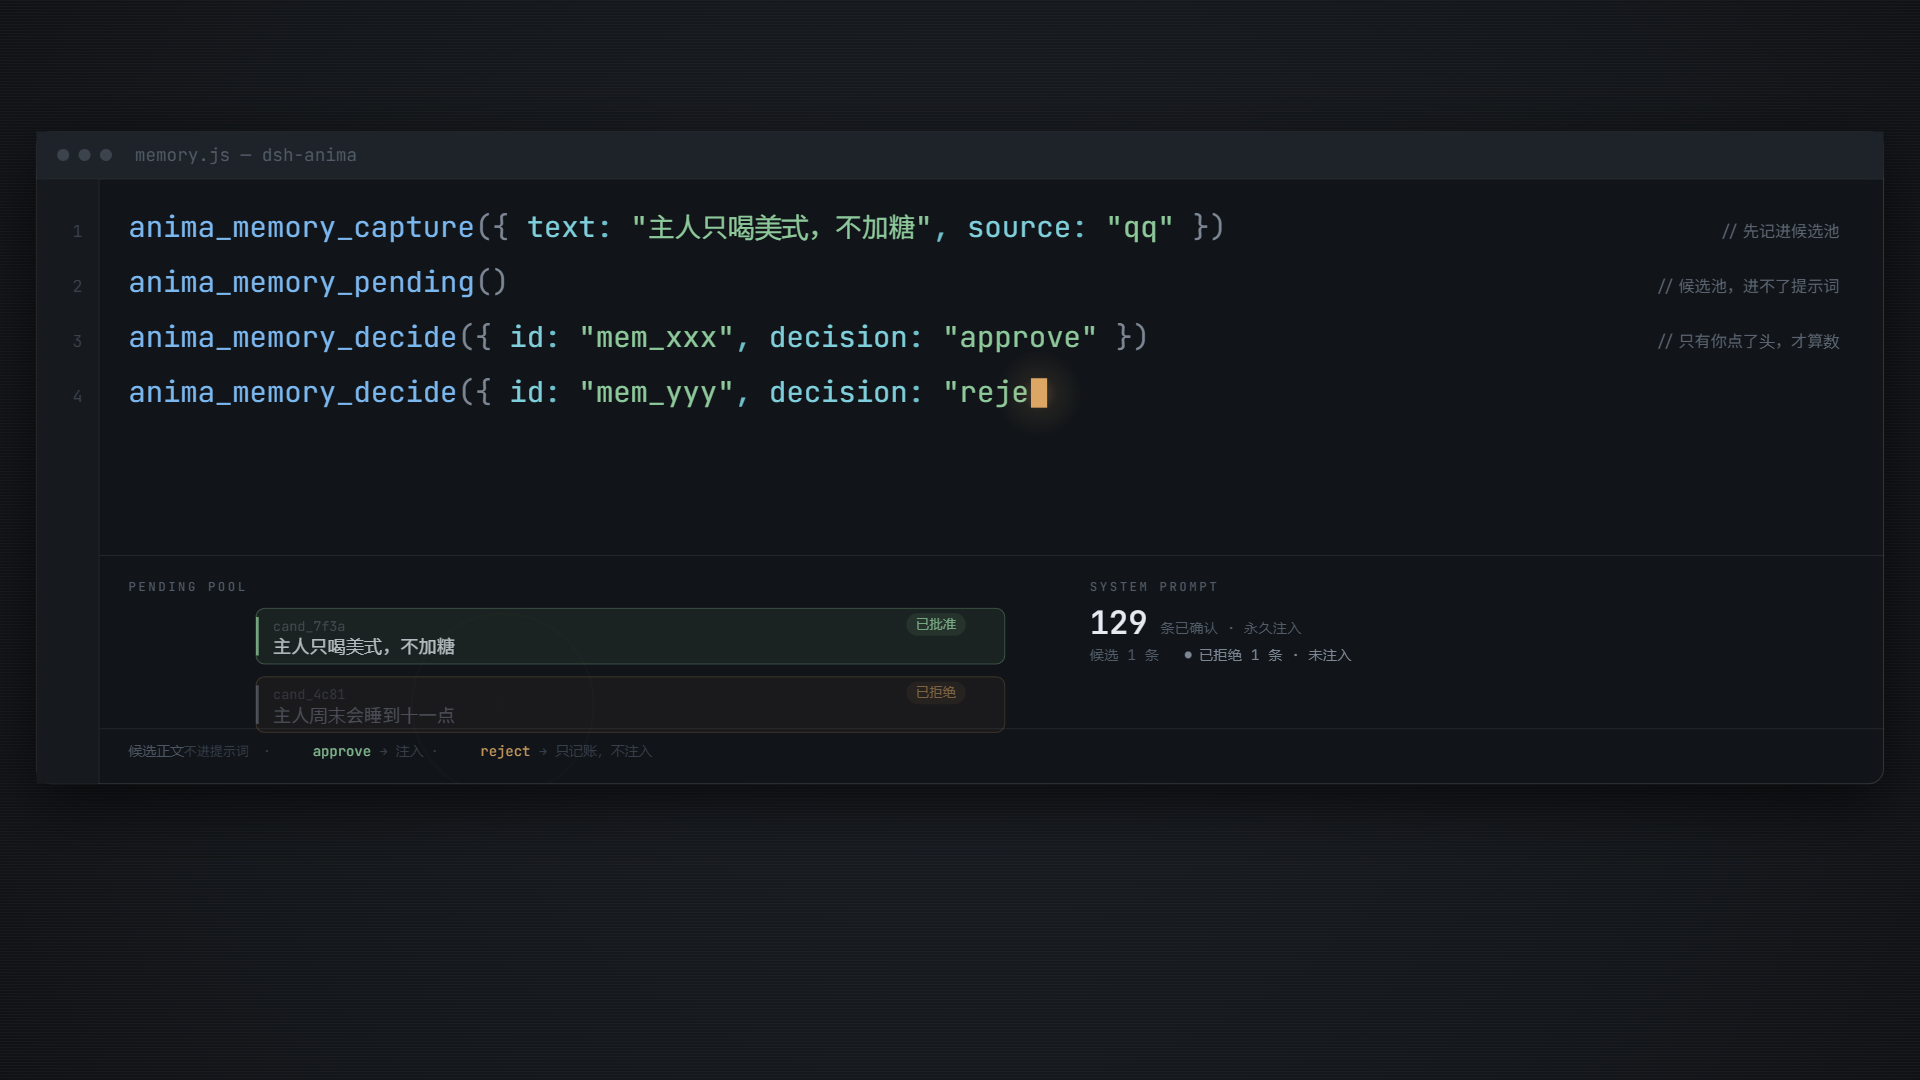 memory.js — dsh-anima
1 anima_memory_capture({ text: "主人只喝美式，不加糖", source: "qq" }) // 先记进候选池
2 anima_memory_pending() // 候选池，进不了提示词
3 anima_memory_decide({ id: "mem_xxx", decision: "approve" }) // 只有你点了头，才算数
4 anima_memory_decide({ id: "mem_yyy", decision: "reje
PENDING POOL
cand_7f3a 已批准
主人只喝美式，不加糖
cand_4c81 已拒绝
主人周末会睡到十一点
SYSTEM PROMPT
129 条已确认 · 永久注入
候选 1 条 ● 已拒绝 1 条 · 未注入
候选正文不进提示词 · approve → 注入 · reject → 只记账，不注入